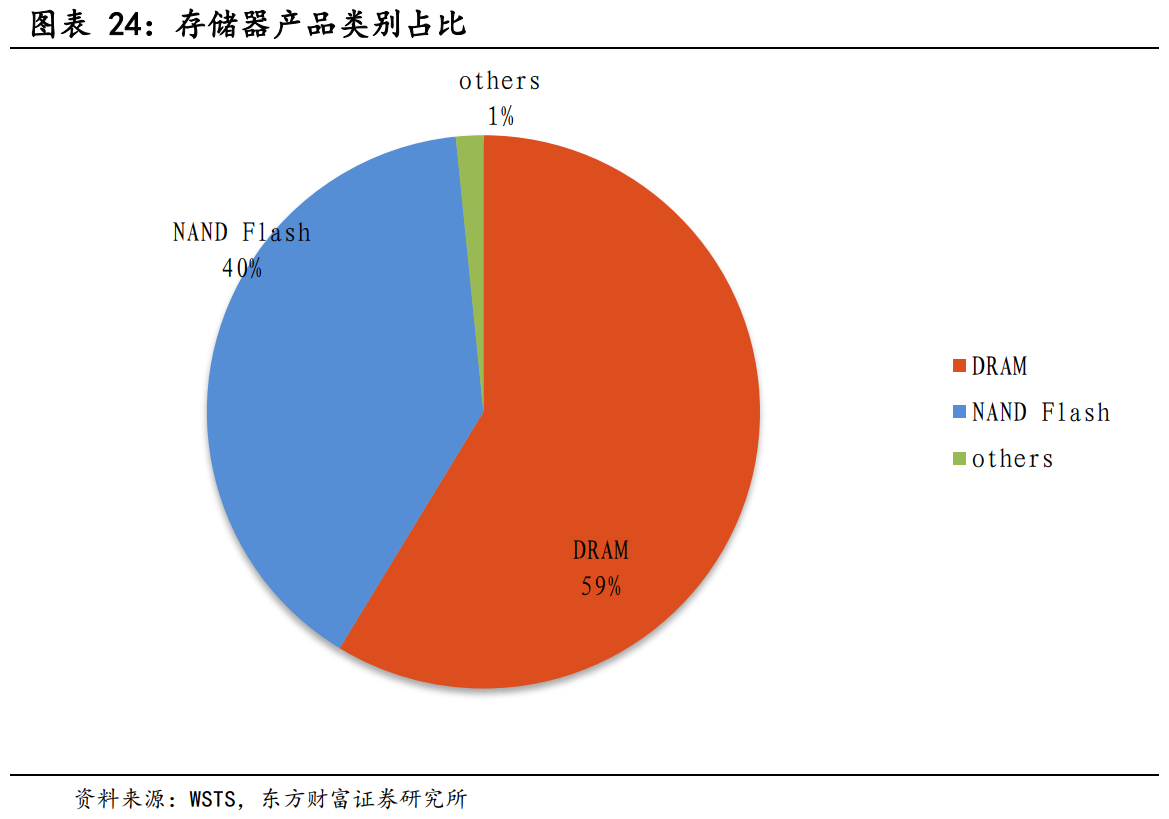 图表 24：存储器产品类别占比
others
1%
NAND Flash
40%
DRAM
59%
DRAM
NAND Flash
others
资料来源：WSTS，东方财富证券研究所